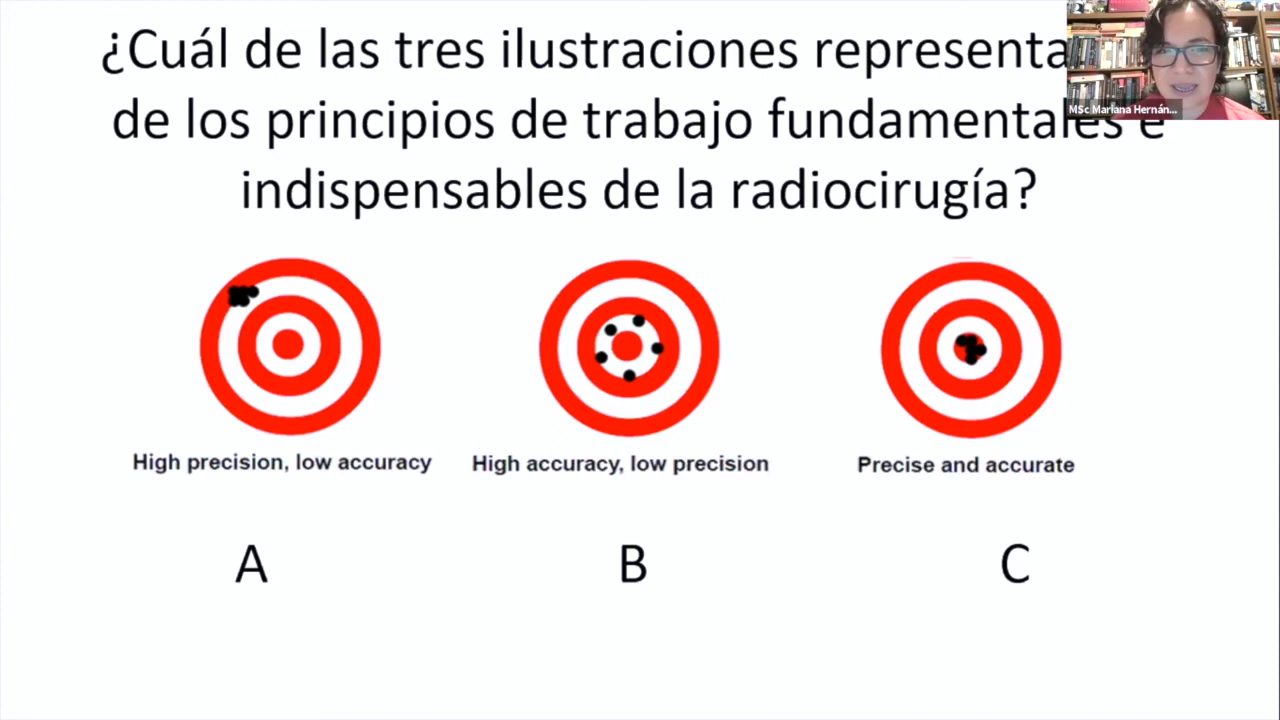 ¿Cuál de las tres ilustraciones representa
de los principios de trabajo fundamentales e
indispensables de la radiocirugía?
MSc Mariana Hernán...
High precision, low accuracy
High accuracy, low precision
Precise and accurate
A
B
C